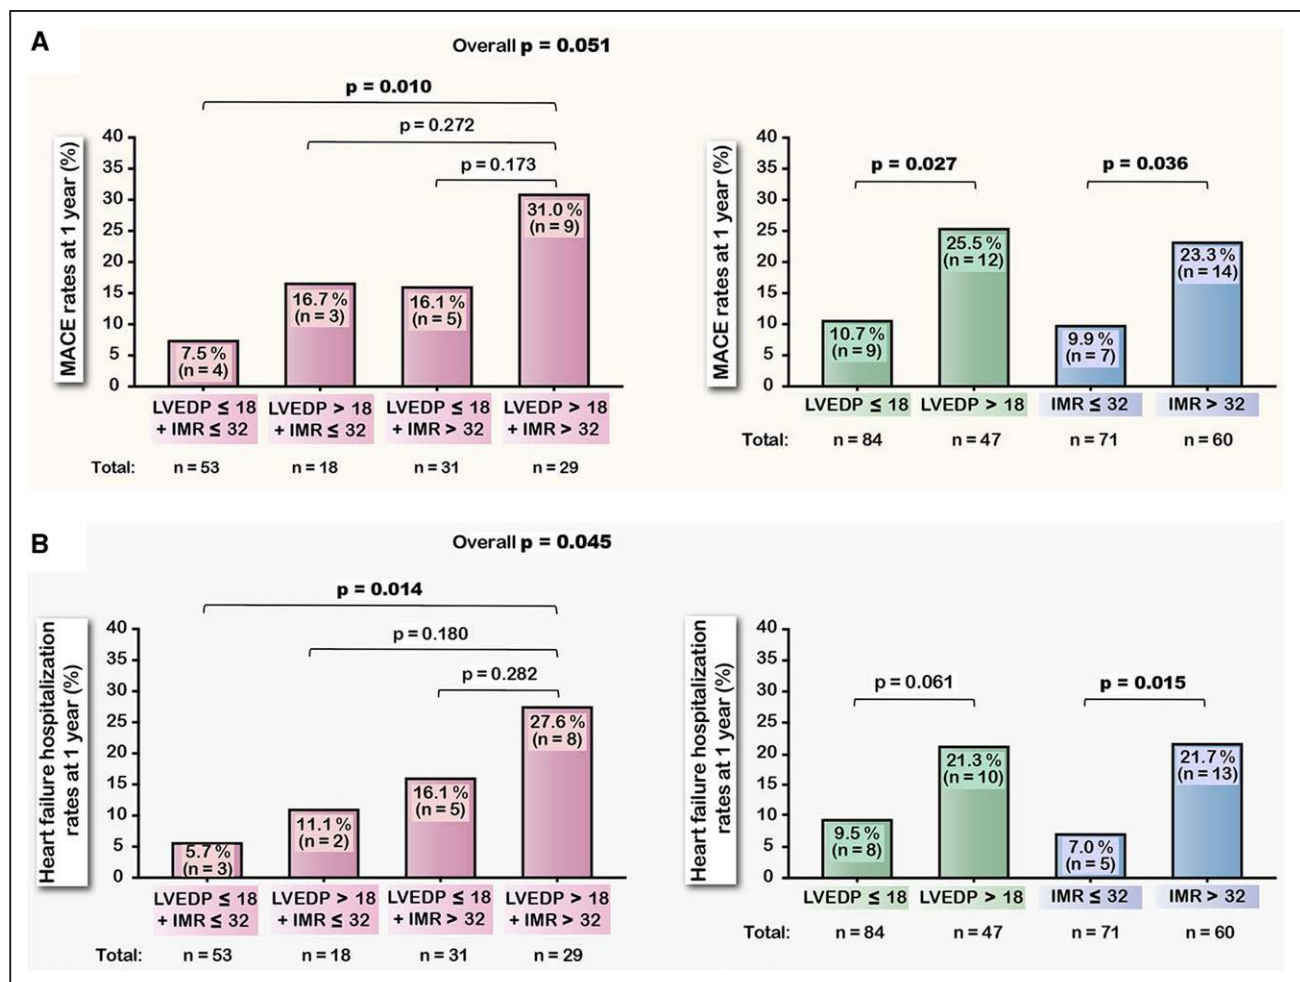 A
Overall p = 0.051
p = 0.010
p = 0.272
p = 0.173
MACE rates at 1 year (%)
40
35
30
25
20
15
10
5
0
7.5 %
(n = 4)
16.7 %
(n = 3)
16.1 %
(n = 5)
31.0 %
(n = 9)
LVEDP ≤ 18
+ IMR ≤ 32
LVEDP > 18
+ IMR ≤ 32
LVEDP ≤ 18
+ IMR > 32
LVEDP > 18
+ IMR > 32
Total: n = 53 n = 18 n = 31 n = 29
MACE rates at 1 year (%)
40
35
30
25
20
15
10
5
0
p = 0.027
p = 0.036
10.7 %
(n = 9)
25.5 %
(n = 12)
9.9 %
(n = 7)
23.3 %
(n = 14)
LVEDP ≤ 18 LVEDP > 18 IMR ≤ 32 IMR > 32
Total: n = 84 n = 47 n = 71 n = 60
B
Overall p = 0.045
p = 0.014
p = 0.180
p = 0.282
Heart failure hospitalization
rates at 1 year (%)
40
35
30
25
20
15
10
5
0
5.7 %
(n = 3)
11.1 %
(n = 2)
16.1 %
(n = 5)
27.6 %
(n = 8)
LVEDP ≤ 18
+ IMR ≤ 32
LVEDP > 18
+ IMR ≤ 32
LVEDP ≤ 18
+ IMR > 32
LVEDP > 18
+ IMR > 32
Total: n = 53 n = 18 n = 31 n = 29
Heart failure hospitalization
rates at 1 year (%)
40
35
30
25
20
15
10
5
0
p = 0.061
p = 0.015
9.5 %
(n = 8)
21.3 %
(n = 10)
7.0 %
(n = 5)
21.7 %
(n = 13)
LVEDP ≤ 18 LVEDP > 18 IMR ≤ 32 IMR > 32
Total: n = 84 n = 47 n = 71 n = 60